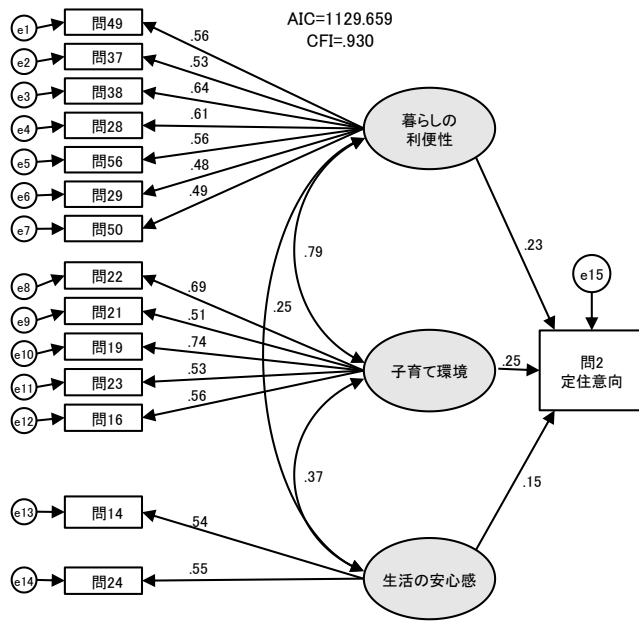 AIC=1129.659
CFI=.930
e1
問49
.56
e2
問37
.53
e3
問38
.64
e4
問28
.61
e5
問56
.56
e6
問29
.48
e7
問50
.49
暮らしの
利便性
.79
.25
.23
e8
問22
.69
e9
問21
.51
e10
問19
.74
e11
問23
.53
e12
問16
.56
子育て環境
.25
e15
問2
定住意向
.37
.15
e13
問14
.54
e14
問24
.55
生活の安心感